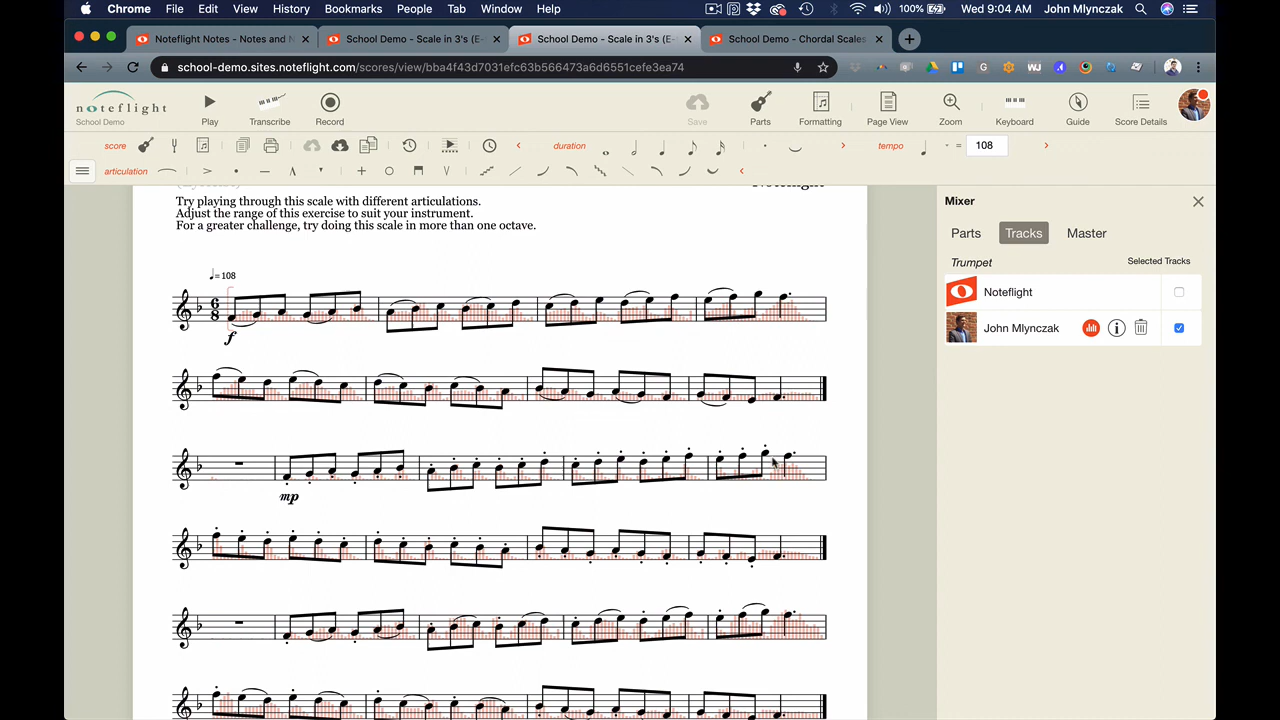 Chrome File Edit View History Bookmarks People Tab Window Help 100% Wed 9:04 AM John Mlynczak
Noteflight Notes - Notes and N School Demo - Scale in 3's (E- School Demo - Scale in 3's (E- School Demo - Chordal Scales
school-demo.sites.noteflight.com/scores/view/bba4f43d7031efc63b566473a6d6551cefe3ea74
noteflight
School Demo Play Transcribe Record Save Parts Formatting Page View Zoom Keyboard Guide Score Details
score duration tempo = 108
articulation
Noteflight
Try playing through this scale with different articulations.
Adjust the range of this exercise to suit your instrument.
For a greater challenge, try doing this scale in more than one octave.
Mixer
Parts Tracks Master
Trumpet Selected Tracks
Noteflight
John Mlynczak
= 108
6
8
f
mp